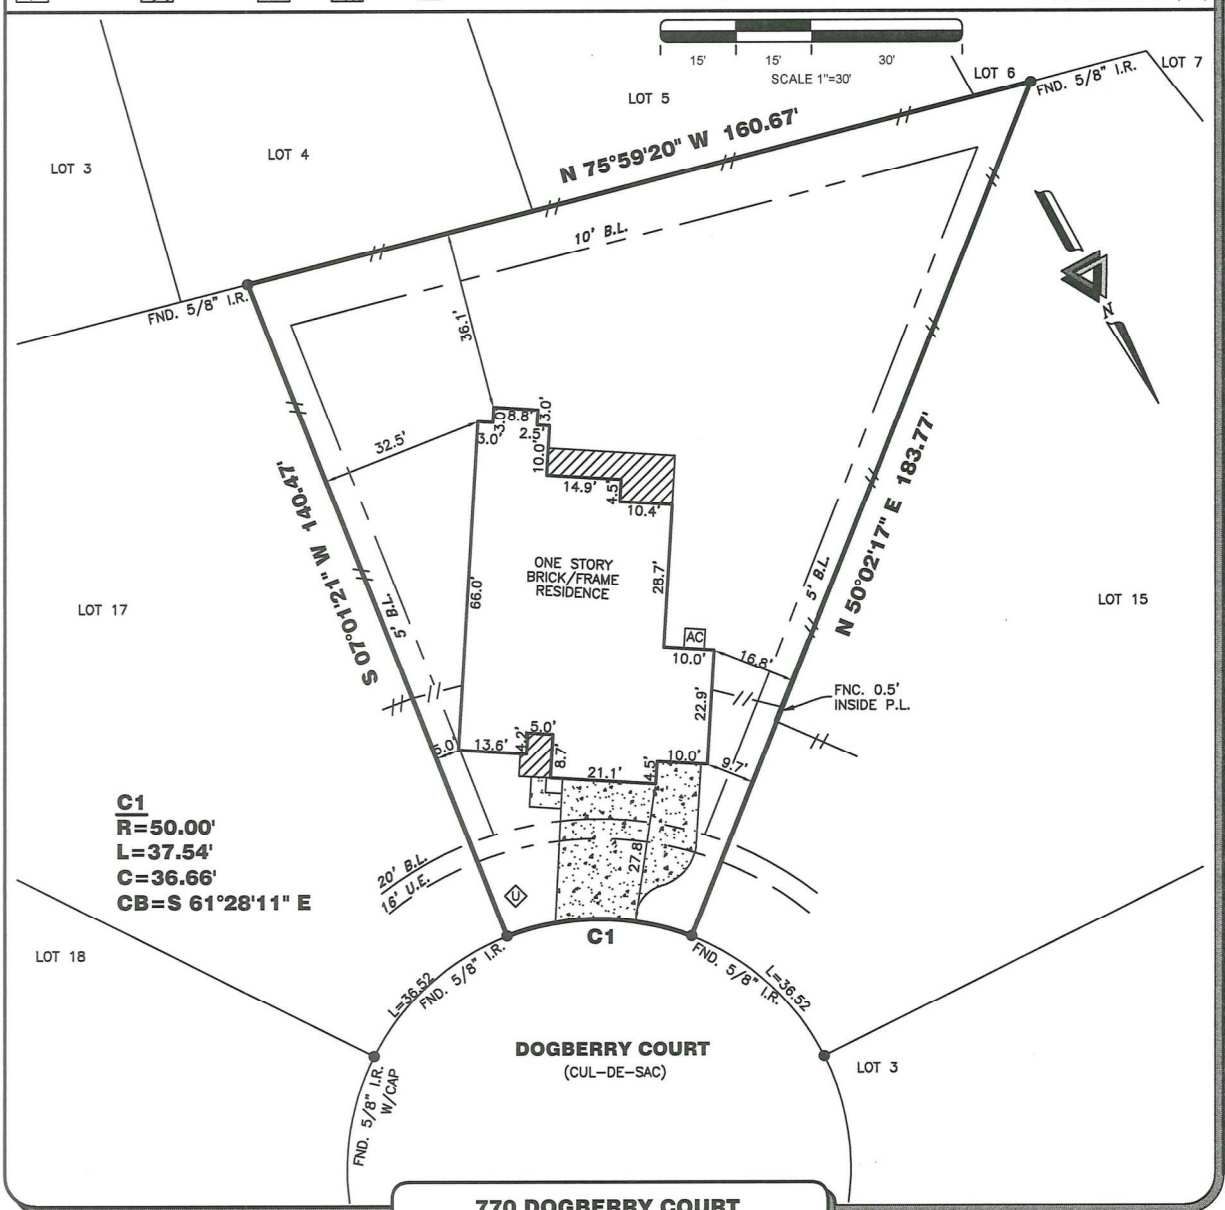 15'
15'
30'
SCALE 1"=30'
LOT 3
LOT 4
LOT 5
LOT 6
LOT 7
FND. 5/8" I.R.
N 75°59'20" W 160.67'
10' B.L.
FND. 5/8" I.R.
36.1'
N
32.5'
3.0'
3.0'
8.8'
3.0'
2.5'
10.0'
14.9'
4.5'
10.4'
S 07°01'21" W 140.47'
N 50°02'17" E 183.77'
ONE STORY
BRICK/FRAME
RESIDENCE
66.0'
28.7'
5' B.L.
5' B.L.
LOT 17
LOT 15
AC
10.0'
16.8'
22.9'
FNC. 0.5'
INSIDE P.L.
5.0'
13.6'
4.2'
5.0'
8.7'
21.1'
4.5'
10.0'
9.7'
C1
R=50.00'
L=37.54'
C=36.66'
CB=S 61°28'11" E
20' B.L.
16' U.E.
27.8'
U
C1
LOT 18
L=36.52
FND. 5/8" I.R.
FND. 5/8" I.R.
L=36.52
DOGBERRY COURT
(CUL-DE-SAC)
LOT 3
FND. 5/8" I.R.
W/CAP
770 DOGBERRY COURT